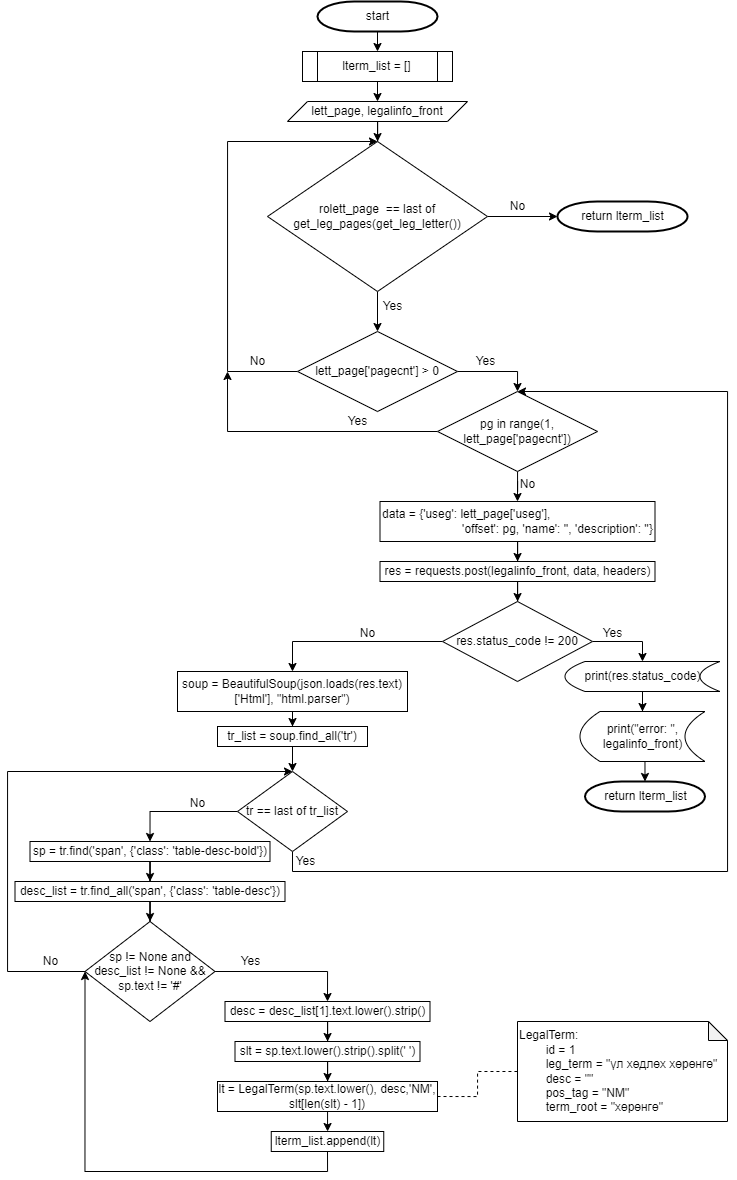 start
lterm_list = []
lett_page, legalinfo_front
rolett_page == last of
get_leg_pages(get_leg_letter())
No
return lterm_list
Yes
lett_page['pagecnt'] > 0
No
Yes
pg in range(1,
lett_page['pagecnt'])
Yes
No
data = {'useg': lett_page['useg'],
'offset': pg, 'name': '', 'description': ''}
res = requests.post(legalinfo_front, data, headers)
res.status_code != 200
No
Yes
soup = BeautifulSoup(json.loads(res.text)
['Html'], "html.parser")
print(res.status_code)
tr_list = soup.find_all('tr')
print("error: ",
legalinfo_front)
return lterm_list
tr == last of tr_list
No
Yes
sp = tr.find('span', {'class': 'table-desc-bold'})
desc_list = tr.find_all('span', {'class': 'table-desc'})
sp != None and
desc_list != None &&
sp.text != '#'
No
Yes
desc = desc_list[1].text.lower().strip()
slt = sp.text.lower().strip().split(' ')
lt = LegalTerm(sp.text.lower(), desc,'NM',
slt[len(slt) - 1])
lterm_list.append(lt)
LegalTerm:
id = 1
leg_term = "үл хөдлөх хөрөнгө"
desc = ""
pos_tag = "NM"
term_root = "хөрөнгө"